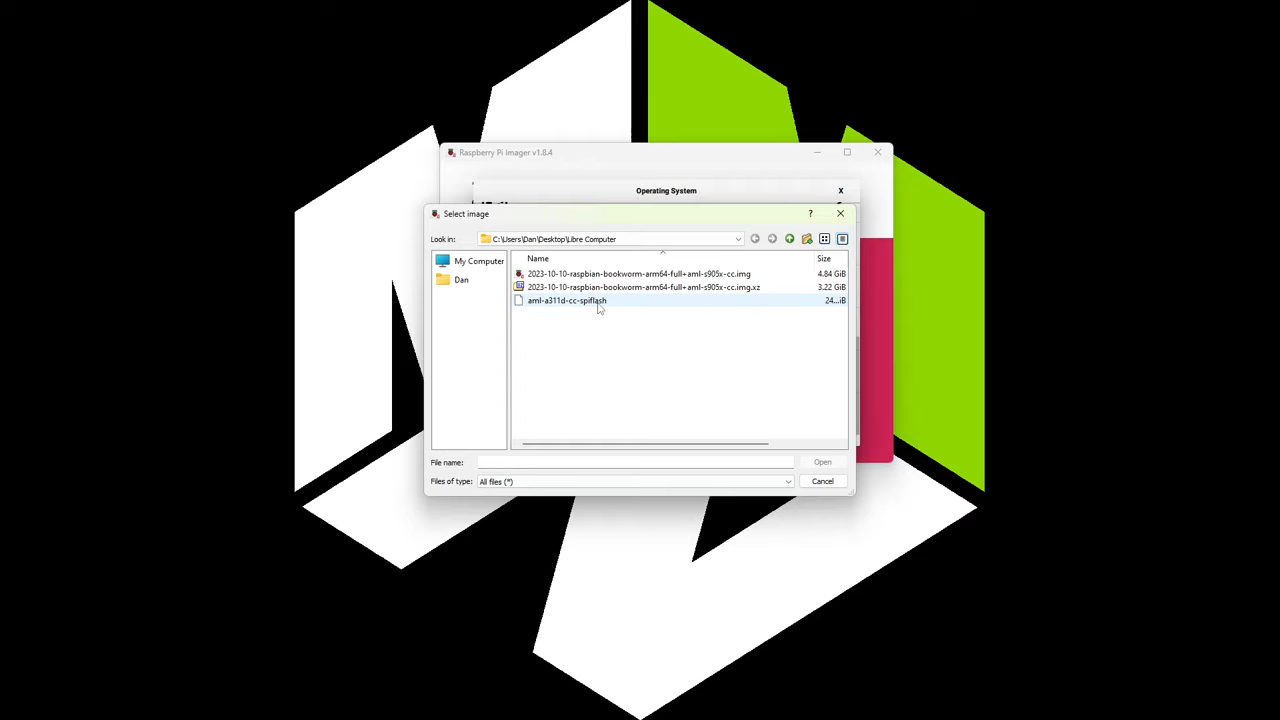 Raspberry Pi Imager v1.8.4
Operating System X
Select image
Look in: C:\Users\Dan\Desktop\Libre Computer
My Computer
Dan
Name Size
2023-10-10-raspbian-bookworm-arm64-full+aml-s905x-cc.img 4.84 GiB
2023-10-10-raspbian-bookworm-arm64-full+aml-s905x-cc.img.xz 3.22 GiB
aml-a311d-cc-spiflash 24...iB
File name: Open
Files of type: All files (*) Cancel